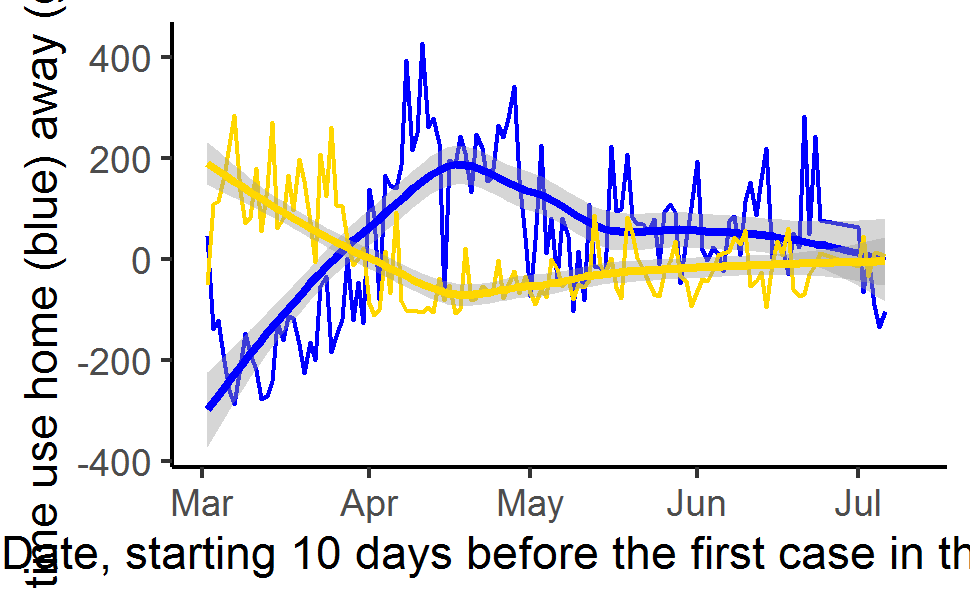 time use home (blue) away (g
400
200
0
-200
-400
Mar Apr May Jun Jul
Date, starting 10 days before the first case in th